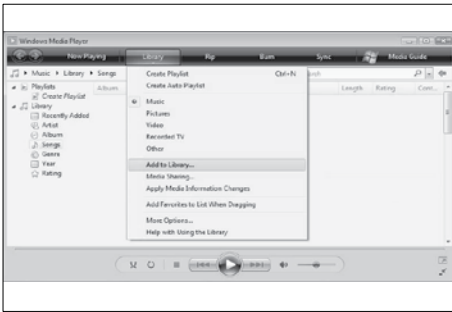 Windows Media Player
Now Playing Library Rip Burn Sync Media Guide
Music Library Songs
Playlists
Create Playlist
Library
Recently Added
Artist
Album
Songs
Genre
Year
Rating
Album
Create Playlist Ctrl+N
Create Auto Playlist
Music
Pictures
Video
Recorded TV
Other
Add to Library...
Media Sharing...
Apply Media Information Changes
Add Favorites to List When Dragging
More Options...
Help with Using the Library
Length Rating